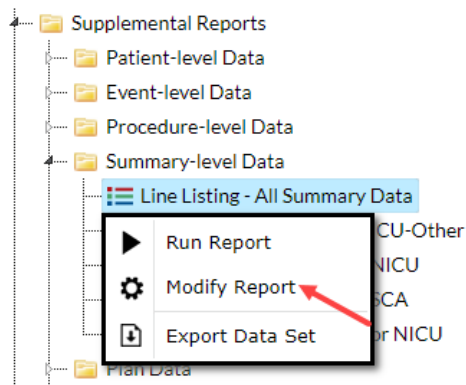 Supplemental Reports
Patient-level Data
Event-level Data
Procedure-level Data
Summary-level Data
Line Listing - All Summary Data
CU-Other
Run Report
NICU
Modify Report
SCA
Export Data Set
or NICU
Plan Data